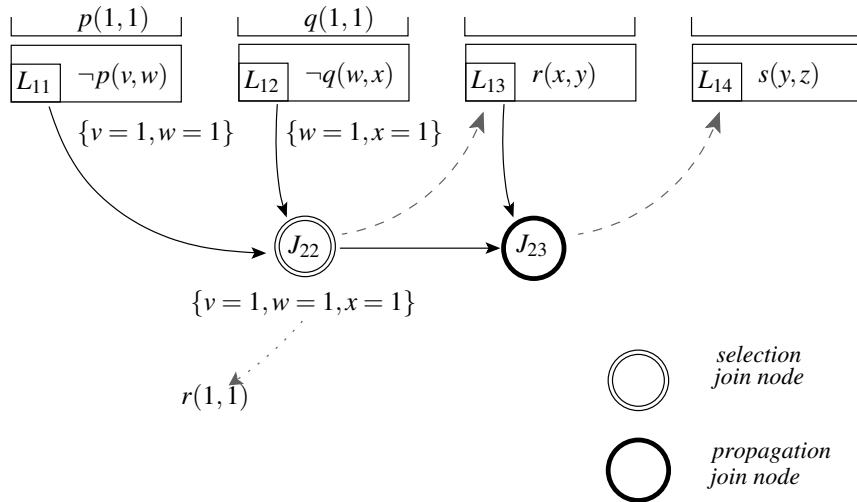 p(1,1) q(1,1)
L₁₁ ¬p(v,w) L₁₂ ¬q(w,x) L₁₃ r(x,y) L₁₄ s(y,z)
{v = 1,w = 1} {w = 1,x = 1}
J₂₂ J₂₃
{v = 1,w = 1,x = 1}
r(1,1)
selection
join node
propagation
join node